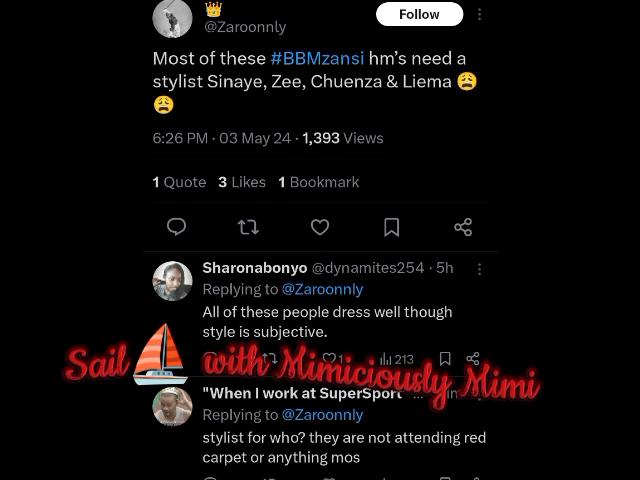 👑
@Zaroonnly
Follow
Most of these #BBMzansi hm's need a
stylist Sinaye, Zee, Chuenza & Liema 😩
😩
6:26 PM · 03 May 24 · 1,393 Views
1 Quote 3 Likes 1 Bookmark
Sharonabonyo @dynamites254 · 5h
Replying to @Zaroonnly
All of these people dress well though
style is subjective.
1 213
Sail ⛵ with Mimiciously Mimi
"When I work at SuperSport"
Replying to @Zaroonnly
stylist for who? they are not attending red
carpet or anything mos